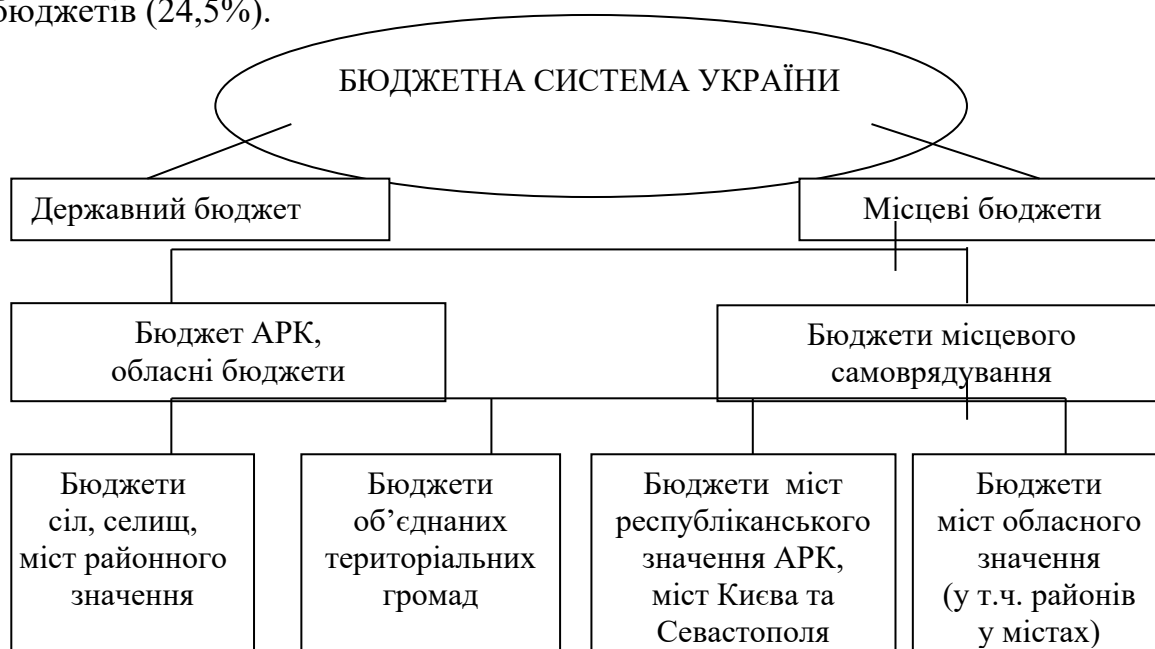 бюджетів (24,5%).
БЮДЖЕТНА СИСТЕМА УКРАЇНИ
Державний бюджет
Місцеві бюджети
Бюджет АРК,
обласні бюджети
Бюджети місцевого
самоврядування
Бюджети
сіл, селищ,
міст районного
значення
Бюджети
об’єднаних
територіальних
громад
Бюджети міст
республіканського
значення АРК,
міст Києва та
Севастополя
Бюджети
міст обласного
значення
(у т.ч. районів
у містах)